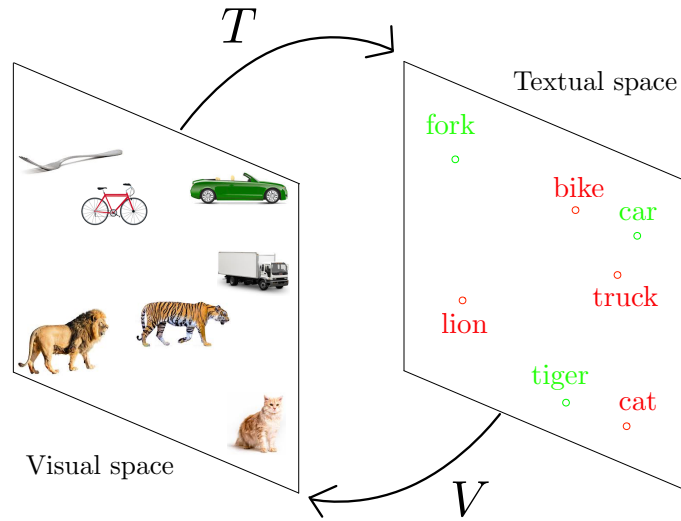 T
Textual space
fork
bike
car
truck
lion
tiger
cat
Visual space
V